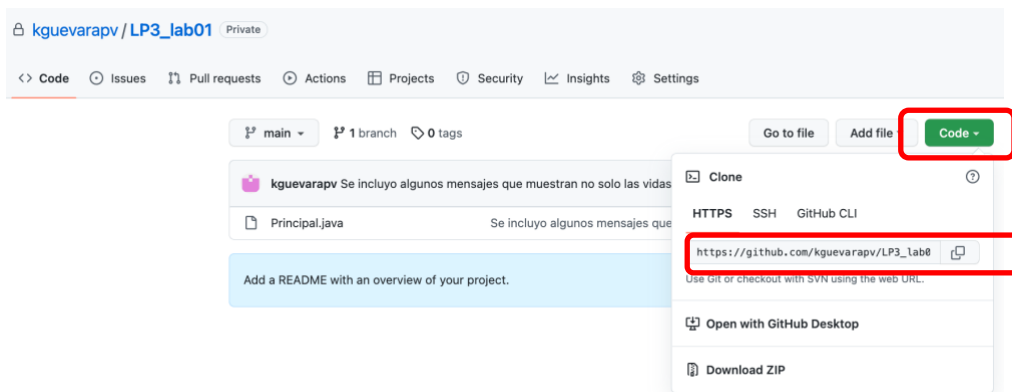 kguevarapv / LP3_lab01 Private
<> Code Issues Pull requests Actions Projects Security Insights Settings
main 1 branch 0 tags Go to file Add file Code
kguevarapv Se incluyo algunos mensajes que muestran no solo las vidas
Principal.java Se incluyo algunos mensajes que
Add a README with an overview of your project.
Clone
HTTPS SSH GitHub CLI
https://github.com/kguevarapv/LP3_lab0
Use Git or checkout with SVN using the web URL.
Open with GitHub Desktop
Download ZIP